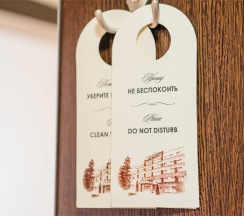 Прошу
НЕ БЕСПОКОИТЬ
Please
DO NOT DISTURB
УБЕРИТЕ
CLEAN